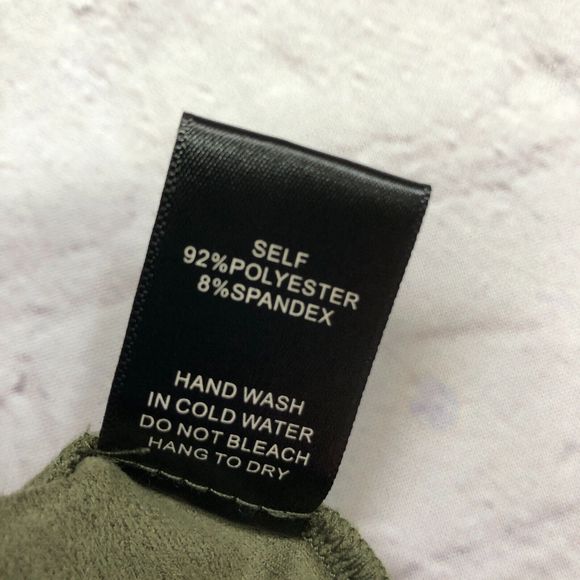 SELF
92%POLYESTER
8%SPANDEX
HAND WASH
IN COLD WATER
DO NOT BLEACH
HANG TO DRY